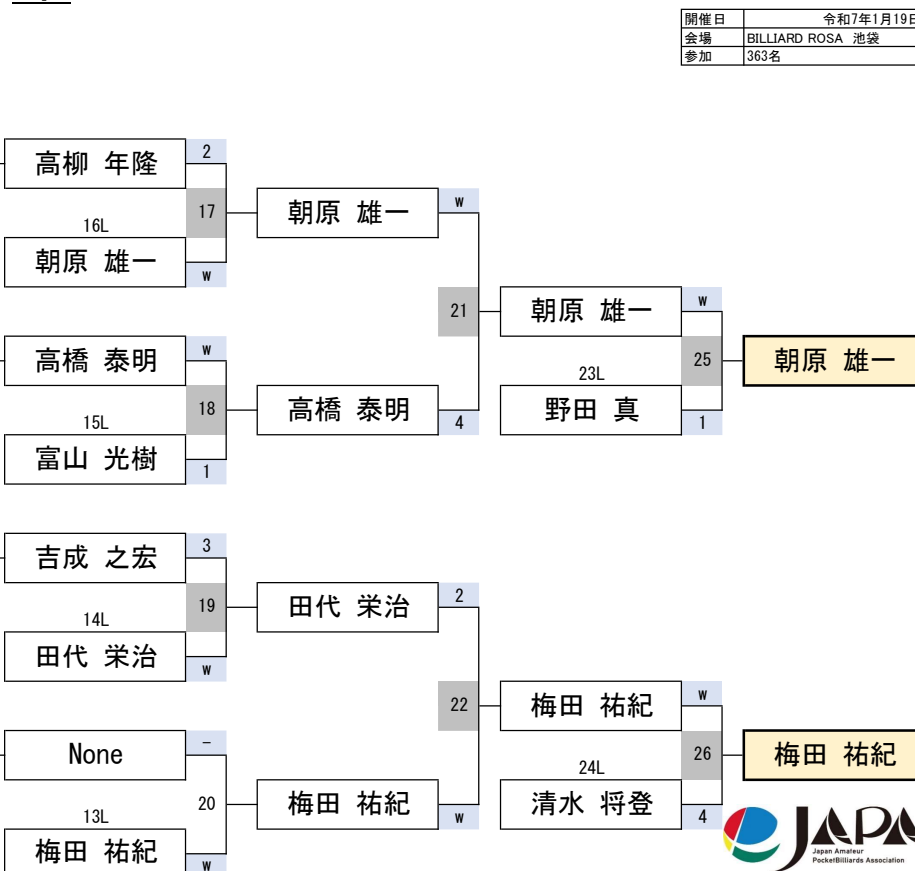 開催日 令和7年1月19日
会場 BILLIARD ROSA 池袋
参加 363名
高柳 年隆 2
17
16L
朝原 雄一 W
朝原 雄一 W
高橋 泰明 W
18
15L
富山 光樹 1
高橋 泰明 4
21
朝原 雄一 W
25
23L
野田 真 1
朝原 雄一
吉成 之宏 3
19
14L
田代 栄治 W
田代 栄治 2
None −
20
13L
梅田 祐紀 W
梅田 祐紀 W
22
梅田 祐紀 W
26
24L
清水 将登 4
梅田 祐紀
JAPA
Japan Amateur
PocketBilliards Association